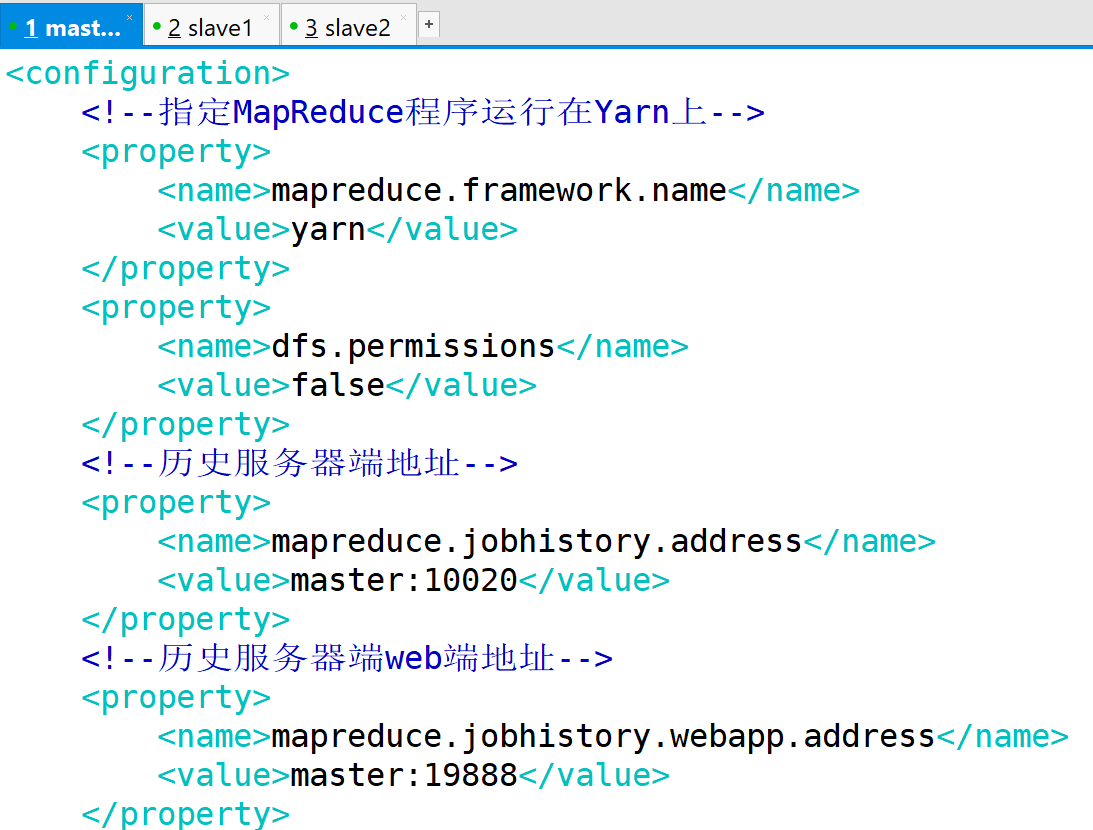 1 mast... × 2 slave1 × 3 slave2 × +
<configuration>
    <!--指定MapReduce程序运行在Yarn上-->
    <property>
        <name>mapreduce.framework.name</name>
        <value>yarn</value>
    </property>
    <property>
        <name>dfs.permissions</name>
        <value>false</value>
    </property>
    <!--历史服务器端地址-->
    <property>
        <name>mapreduce.jobhistory.address</name>
        <value>master:10020</value>
    </property>
    <!--历史服务器端web端地址-->
    <property>
        <name>mapreduce.jobhistory.webapp.address</name>
        <value>master:19888</value>
    </property>